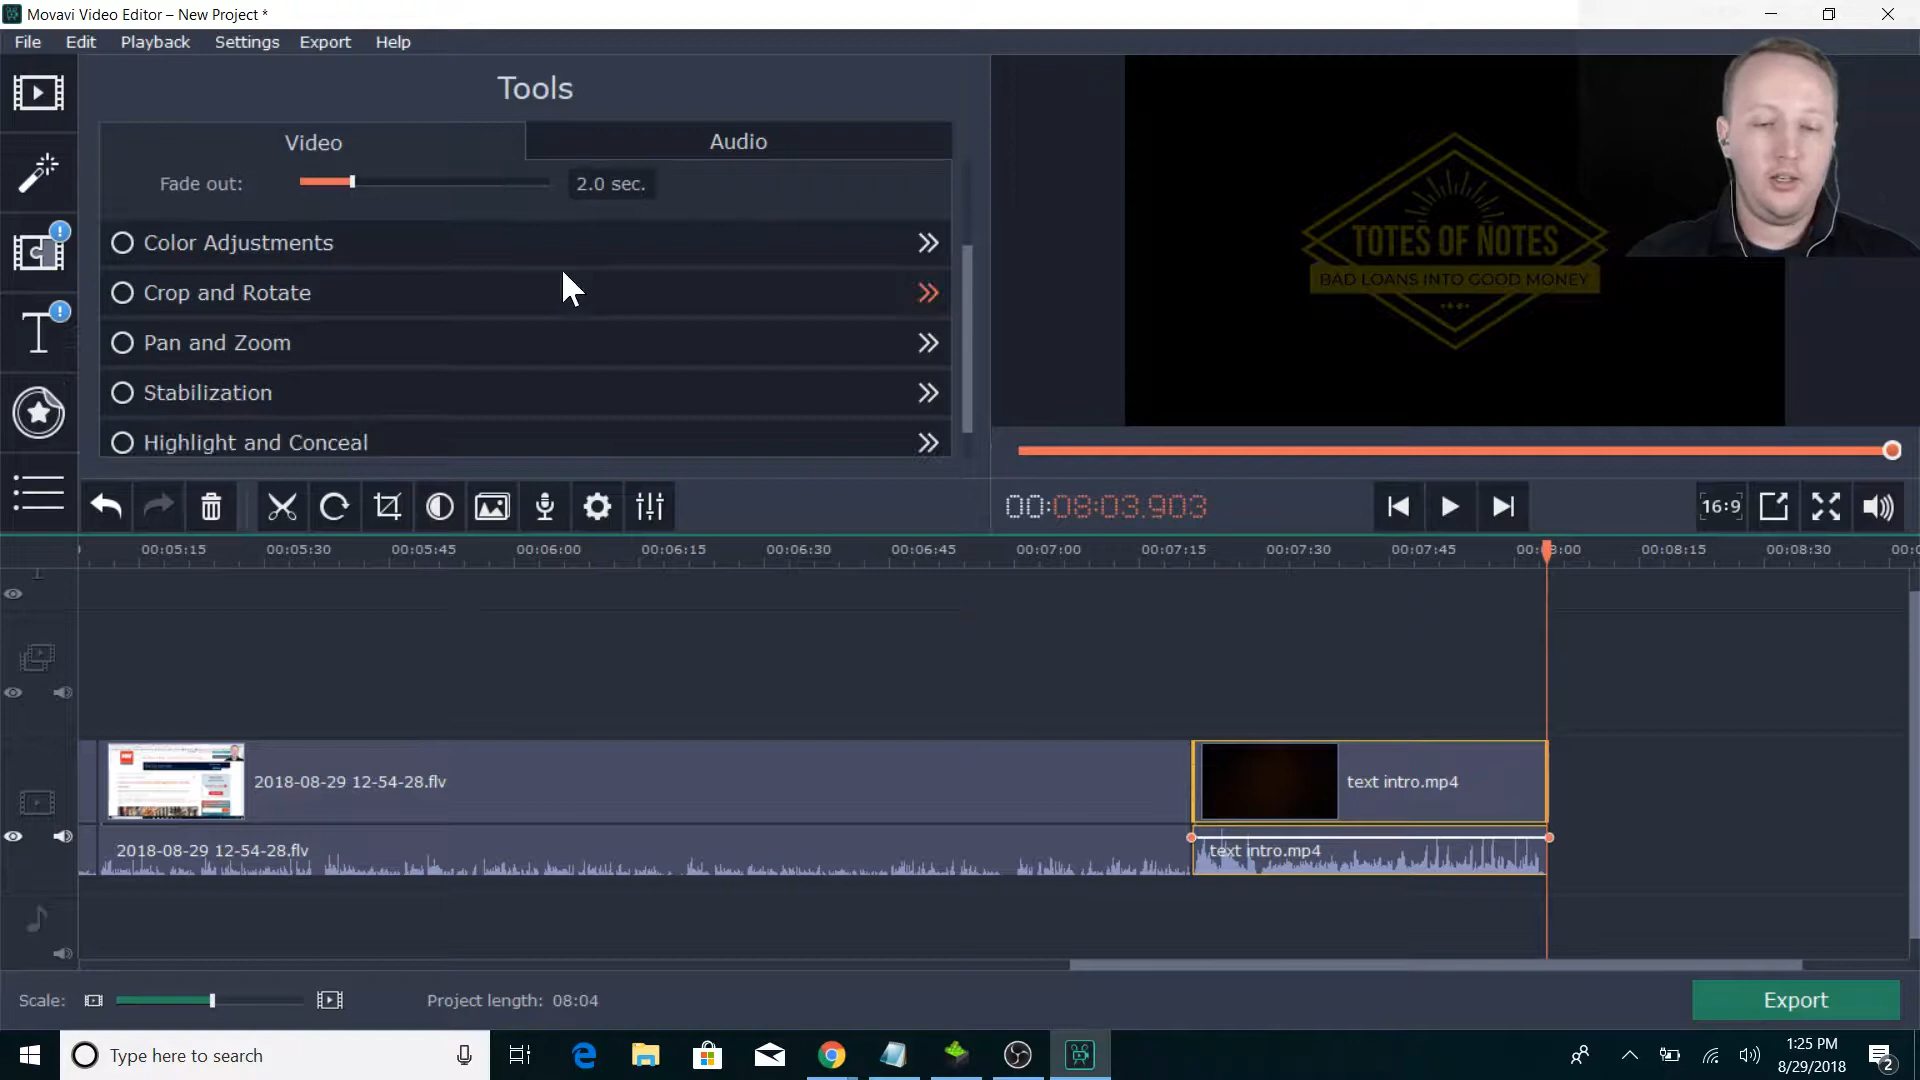 Movavi Video Editor – New Project *
File Edit Playback Settings Export Help
Tools
Video Audio
Fade out: 2.0 sec.
Color Adjustments
Crop and Rotate
Pan and Zoom
Stabilization
Highlight and Conceal
TOTES OF NOTES
BAD LOANS INTO GOOD MONEY
00:08:03.903
16:9
00:05:15 00:05:30 00:05:45 00:06:00 00:06:15 00:06:30 00:06:45 00:07:00 00:07:15 00:07:30 00:07:45 00:08:00 00:08:15 00:08:30
2018-08-29 12-54-28.flv
text intro.mp4
2018-08-29 12-54-28.flv
text intro.mp4
Scale: Project length: 08:04
Export
Type here to search
1:25 PM
8/29/2018
2